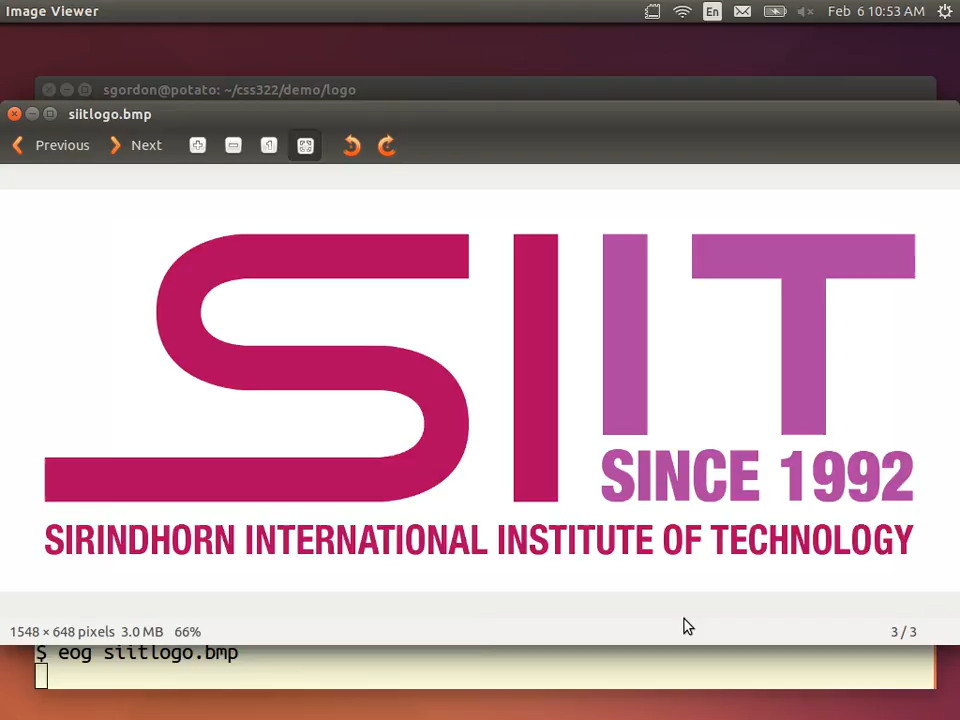 Image Viewer
En
Feb 6 10:53 AM
sgordon@potato: ~/css322/demo/logo
siitlogo.bmp
Previous
Next
1
SIIT
SINCE 1992
SIRINDHORN INTERNATIONAL INSTITUTE OF TECHNOLOGY
1548 × 648 pixels 3.0 MB 66%
3 / 3
$ eog siitlogo.bmp